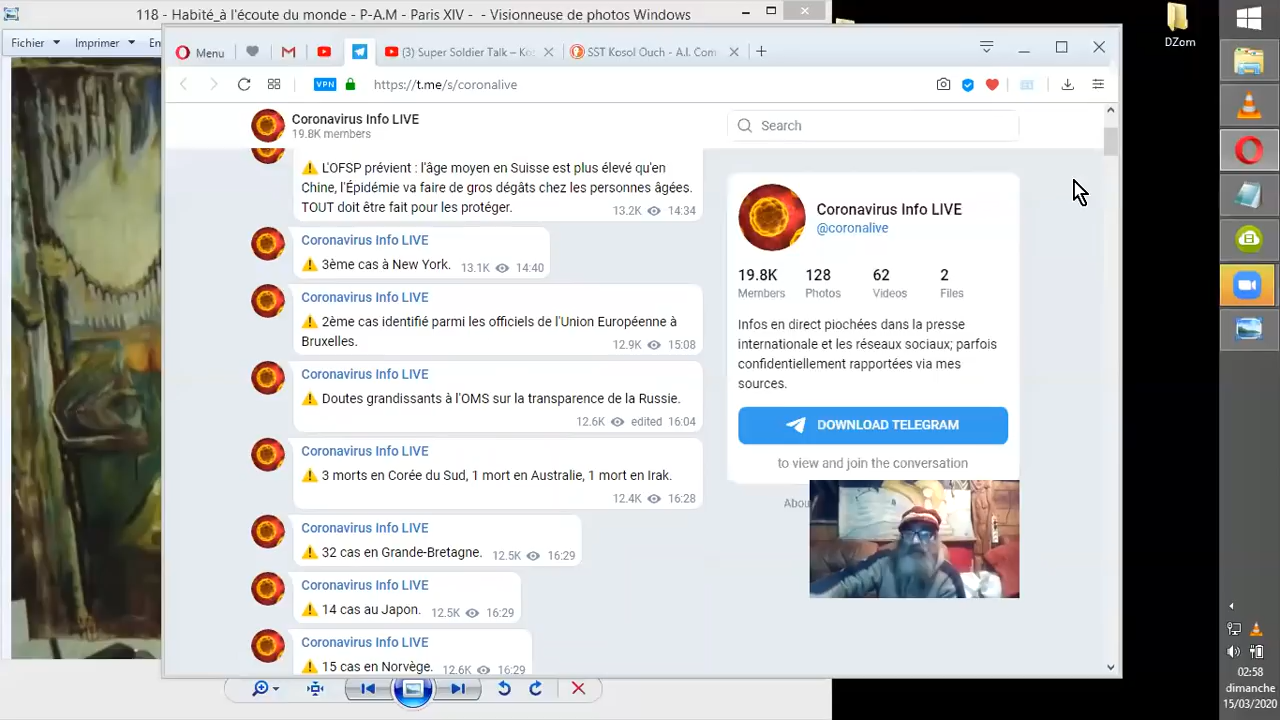 118 - Habité_à l'écoute du monde - P-A-M - Paris XIV - - Visionneuse de photos Windows
Fichier
Imprimer
En
DZom
Menu
(3) Super Soldier Talk – K
SST Kosol Ouch - A.I. Com
VPN
https://t.me/s/coronalive
Coronavirus Info LIVE
19.8K members
Search
L'OFSP prévient : l'âge moyen en Suisse est plus élevé qu'en
Chine, l'Épidémie va faire de gros dégâts chez les personnes âgées.
TOUT doit être fait pour les protéger.
13.2K 14:34
Coronavirus Info LIVE
3ème cas à New York.
13.1K 14:40
Coronavirus Info LIVE
2ème cas identifié parmi les officiels de l'Union Européenne à
Bruxelles.
12.9K 15:08
Coronavirus Info LIVE
Doutes grandissants à l'OMS sur la transparence de la Russie.
12.6K edited 16:04
Coronavirus Info LIVE
3 morts en Corée du Sud, 1 mort en Australie, 1 mort en Irak.
12.4K 16:28
Coronavirus Info LIVE
32 cas en Grande-Bretagne.
12.5K 16:29
Coronavirus Info LIVE
14 cas au Japon.
12.5K 16:29
Coronavirus Info LIVE
15 cas en Norvège.
12.6K 16:29
Coronavirus Info LIVE
@coronalive
19.8K 128 62 2
Members Photos Videos Files
Infos en direct piochées dans la presse
internationale et les réseaux sociaux; parfois
confidentiellement rapportées via mes
sources.
DOWNLOAD TELEGRAM
to view and join the conversation
Abou
02:58
dimanche
15/03/2020